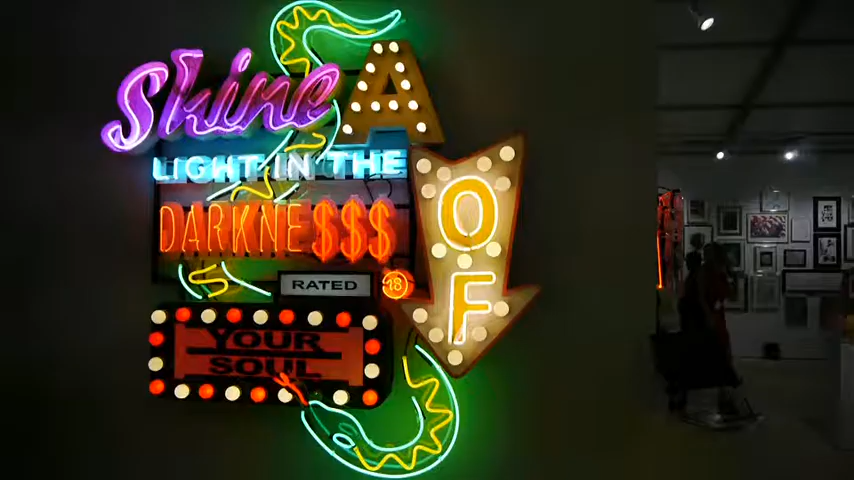 Shine A
LIGHT IN THE
DARKNE$$$
OF
RATED 18
YOUR
SOUL